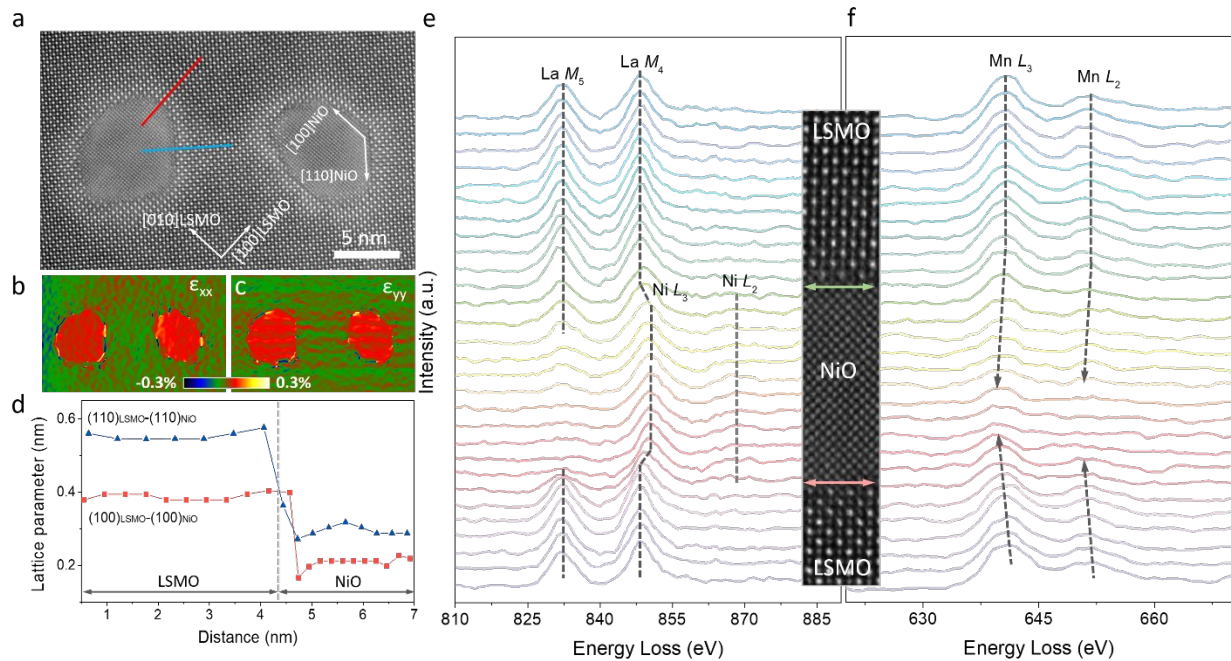 a
[100]NiO
[110]NiO
[010]LSMO
[100]LSMO
5 nm
b
εxx
c
εyy
-0.3%
0.3%
d
Lattice parameter (nm)
0.6
0.4
0.2
(110)LSMO-(110)NiO
(100)LSMO-(100)NiO
LSMO
NiO
1 2 3 4 5 6 7
Distance (nm)
e
Intensity (a.u.)
La M5
La M4
Ni L3
Ni L2
810 825 840 855 870 885
Energy Loss (eV)
LSMO
NiO
LSMO
f
Mn L3
Mn L2
630 645 660
Energy Loss (eV)